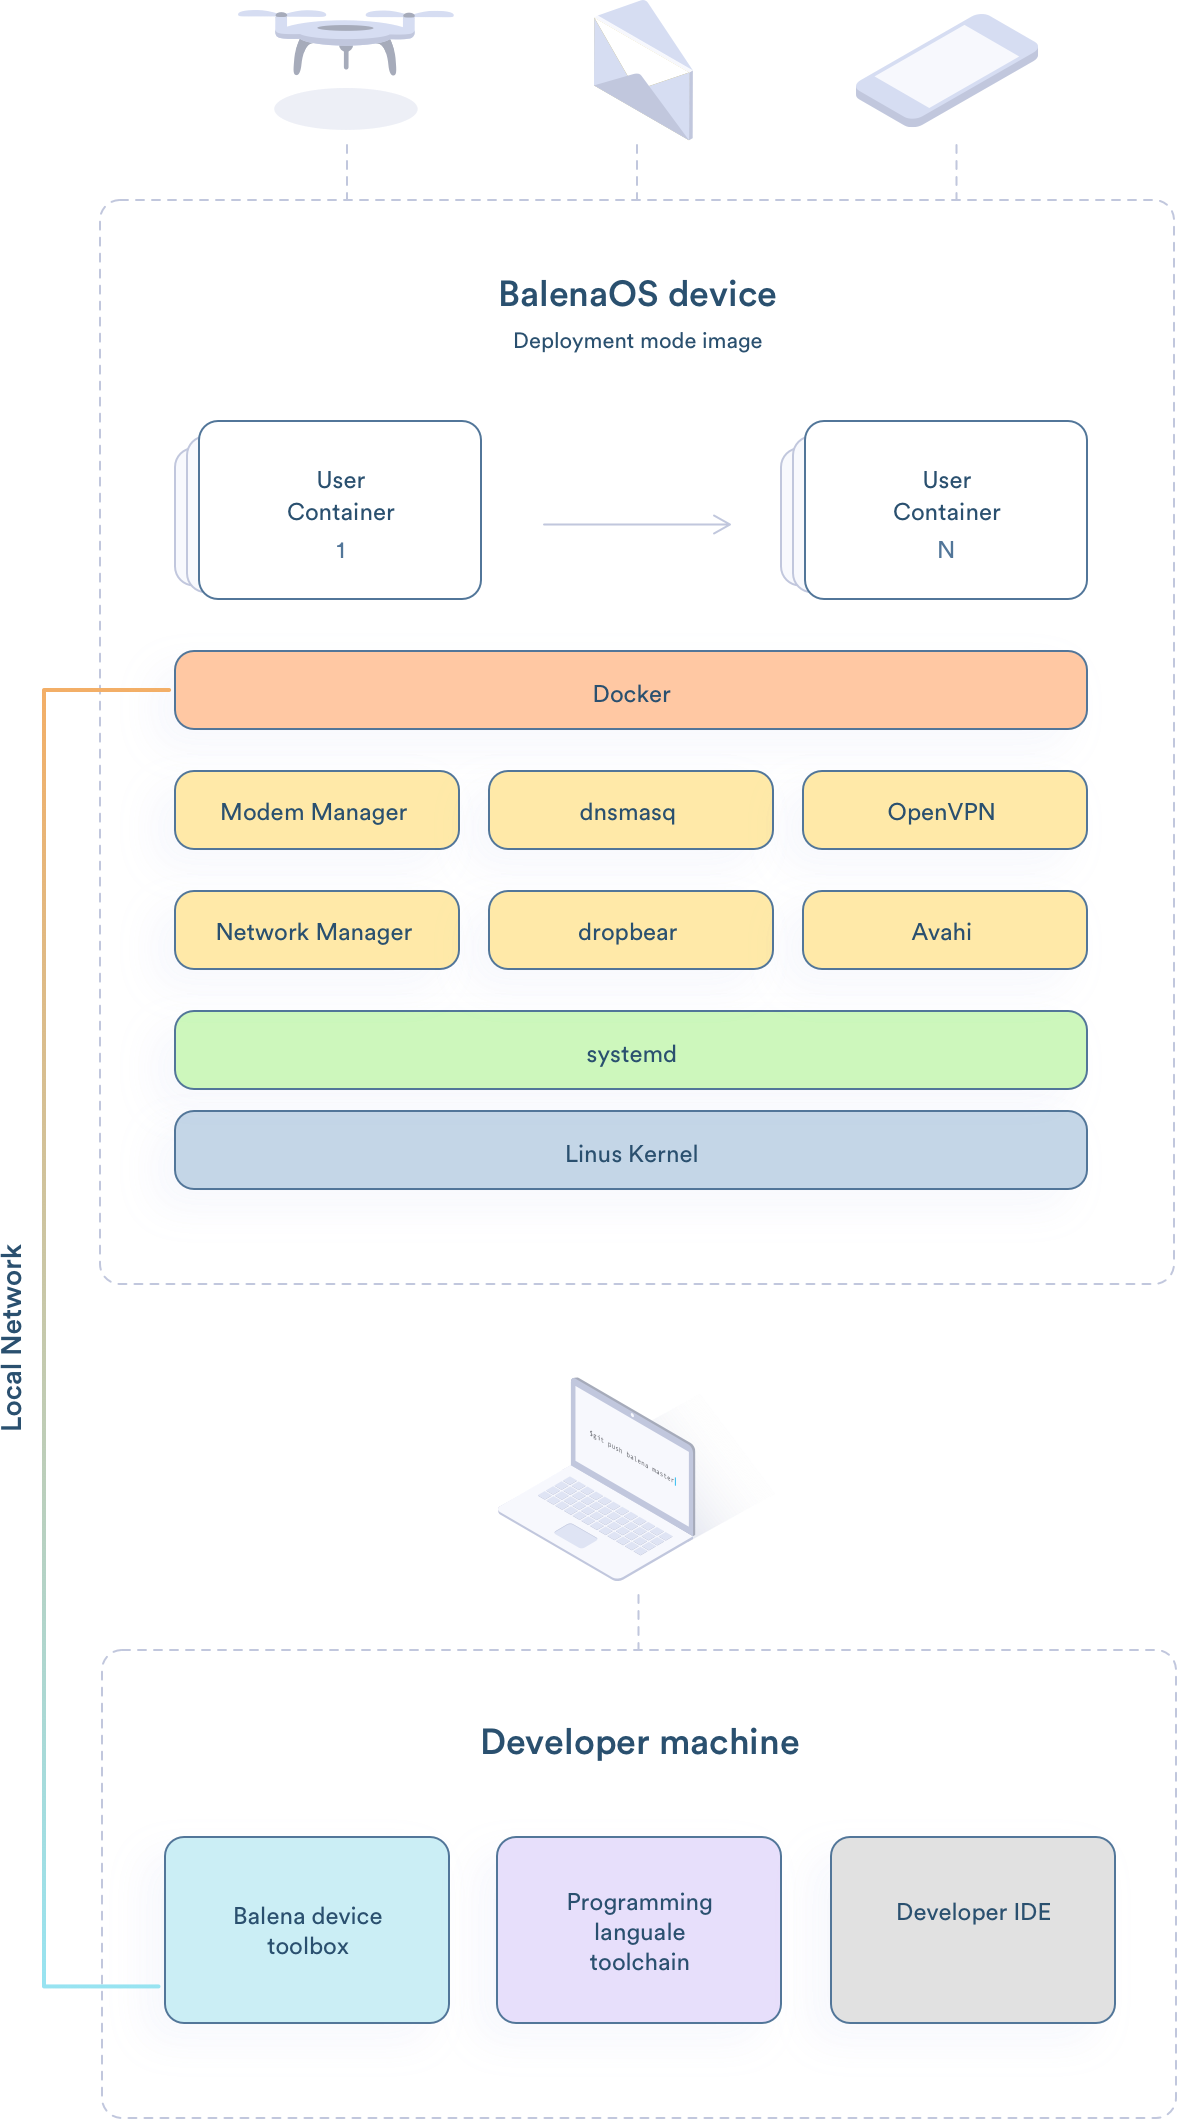 BalenaOS device
Deployment mode image
User
Container
1
User
Container
N
Docker
Modem Manager
dnsmasq
OpenVPN
Network Manager
dropbear
Avahi
systemd
Linus Kernel
Local Network
$git push balena master
Developer machine
Balena device
toolbox
Programming
languale
toolchain
Developer IDE